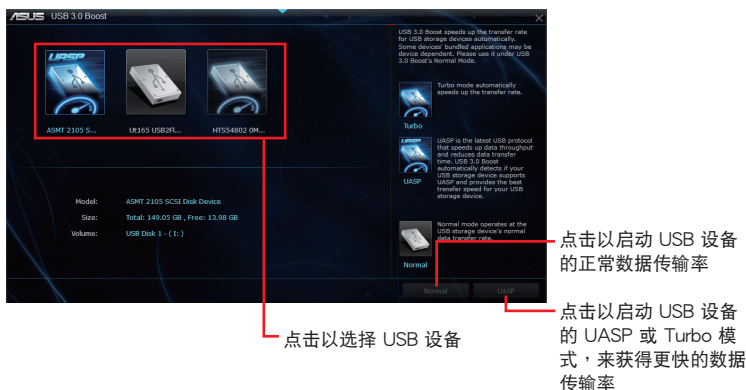 ASUS USB 3.0 Boost
USB 3.0 Boost speeds up the transfer rate
for USB storage devices automatically.
Some devices' bundled applications may be
device dependent. Please use it under USB
3.0 Boost's Normal Mode.
UASP
ASMT 2105 S...
Ut165 USB2Fl...
HTS54802 0M...
Turbo mode automatically
speeds up the transfer rate.
Turbo
UASP
UASP is the latest USB protocol
that speeds up data throughput
and reduces data transfer
time. USB 3.0 Boost
automatically detects if your
USB storage device supports
UASP and provides the best
transfer speed for your USB
storage device.
UASP
Model: ASMT 2105 SCSI Disk Device
Size: Total: 149.05 GB , Free: 13.98 GB
Volume: USB Disk 1 - ( I: )
Normal mode operates at the
USB storage device's normal
data transfer rate.
Normal
Normal
UASP
点击以启动 USB 设备
的正常数据传输率
点击以选择 USB 设备
点击以启动 USB 设备
的 UASP 或 Turbo 模
式，来获得更快的数据
传输率